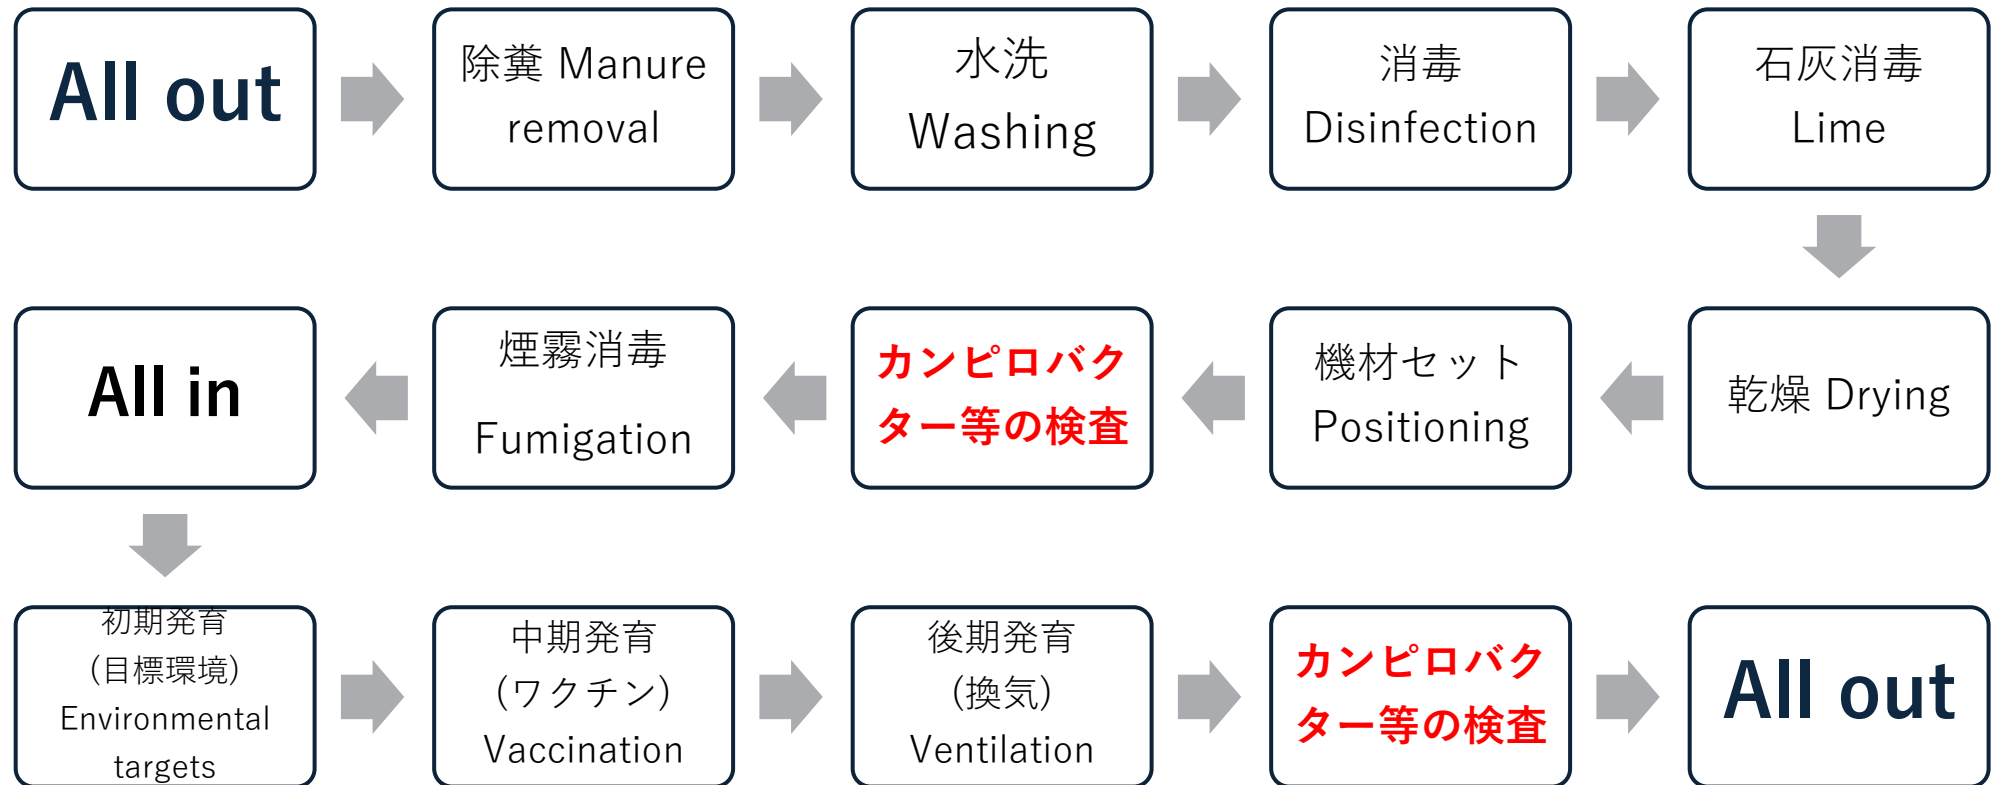 All out
除糞 Manure
removal
水洗
Washing
消毒
Disinfection
石灰消毒
Lime
乾燥 Drying
機材セット
Positioning
カンピロバク
ター等の検査
煙霧消毒
Fumigation
All in
初期発育
(目標環境)
Environmental
targets
中期発育
(ワクチン)
Vaccination
後期発育
(換気)
Ventilation
カンピロバク
ター等の検査
All out